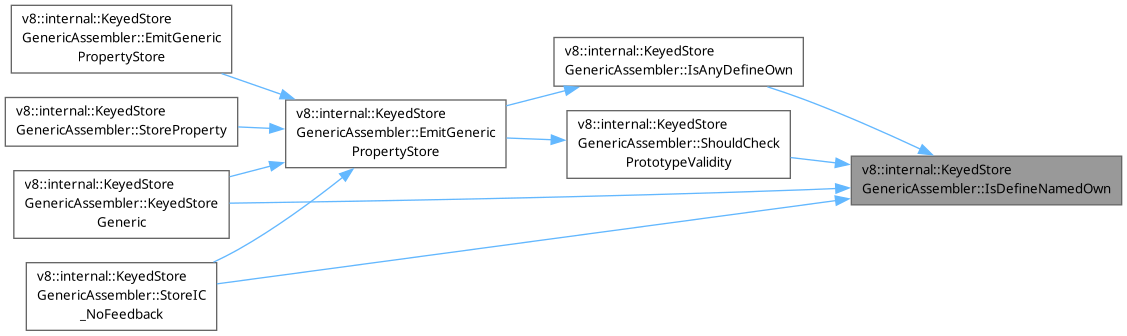 v8::internal::KeyedStore
GenericAssembler::EmitGeneric
PropertyStore
v8::internal::KeyedStore
GenericAssembler::StoreProperty
v8::internal::KeyedStore
GenericAssembler::KeyedStore
Generic
v8::internal::KeyedStore
GenericAssembler::StoreIC
_NoFeedback
v8::internal::KeyedStore
GenericAssembler::EmitGeneric
PropertyStore
v8::internal::KeyedStore
GenericAssembler::IsAnyDefineOwn
v8::internal::KeyedStore
GenericAssembler::ShouldCheck
PrototypeValidity
v8::internal::KeyedStore
GenericAssembler::IsDefineNamedOwn